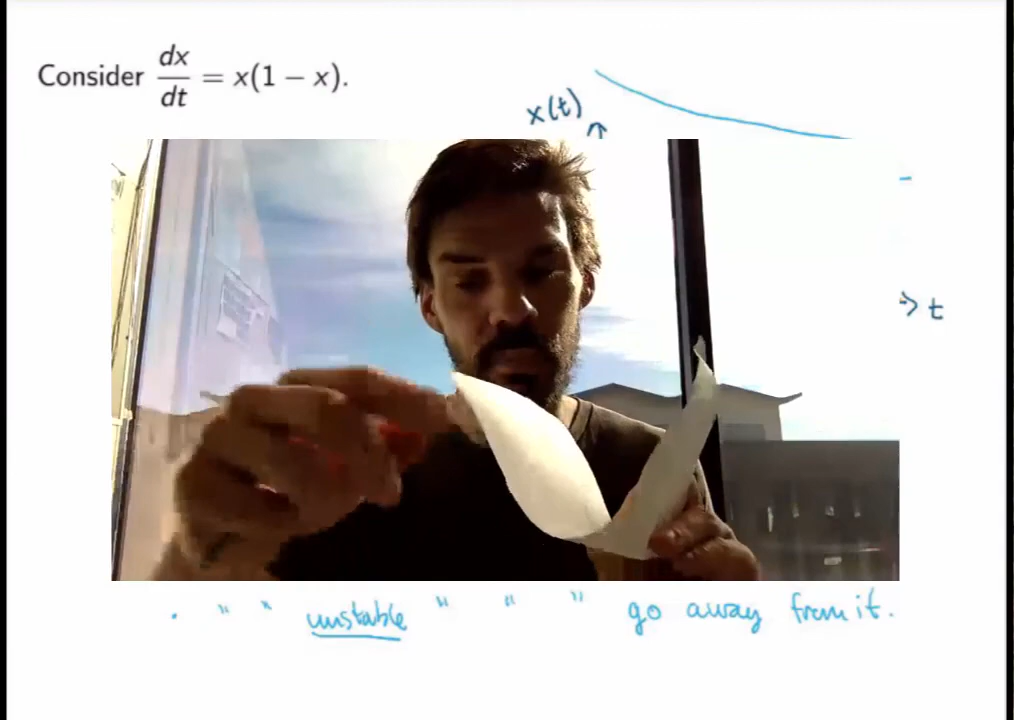 Consider dx/dt = x(1 − x).
x(t)
t
· " " unstable " " " go away from it.